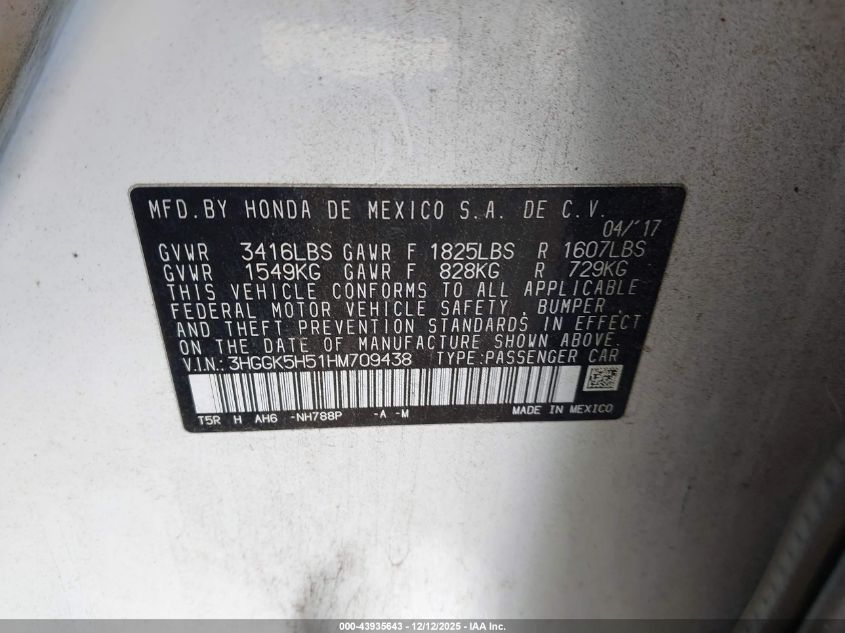 MFD.BY HONDA DE MEXICO S.A. DE C.V.
04/'17
GVWR 3416LBS GAWR F 1825LBS R 1607LBS
GVWR 1549KG GAWR F 828KG R 729KG
THIS VEHICLE CONFORMS TO ALL APPLICABLE
FEDERAL MOTOR VEHICLE SAFETY, BUMPER,
AND THEFT PREVENTION STANDARDS IN EFFECT
ON THE DATE OF MANUFACTURE SHOWN ABOVE.
V.I.N.: 3HGGK5H51HM709438 TYPE:PASSENGER CAR
T5R H AH6 -NH788P -A -M MADE IN MEXICO
000-43935643 - 12/12/2025 - IAA Inc.